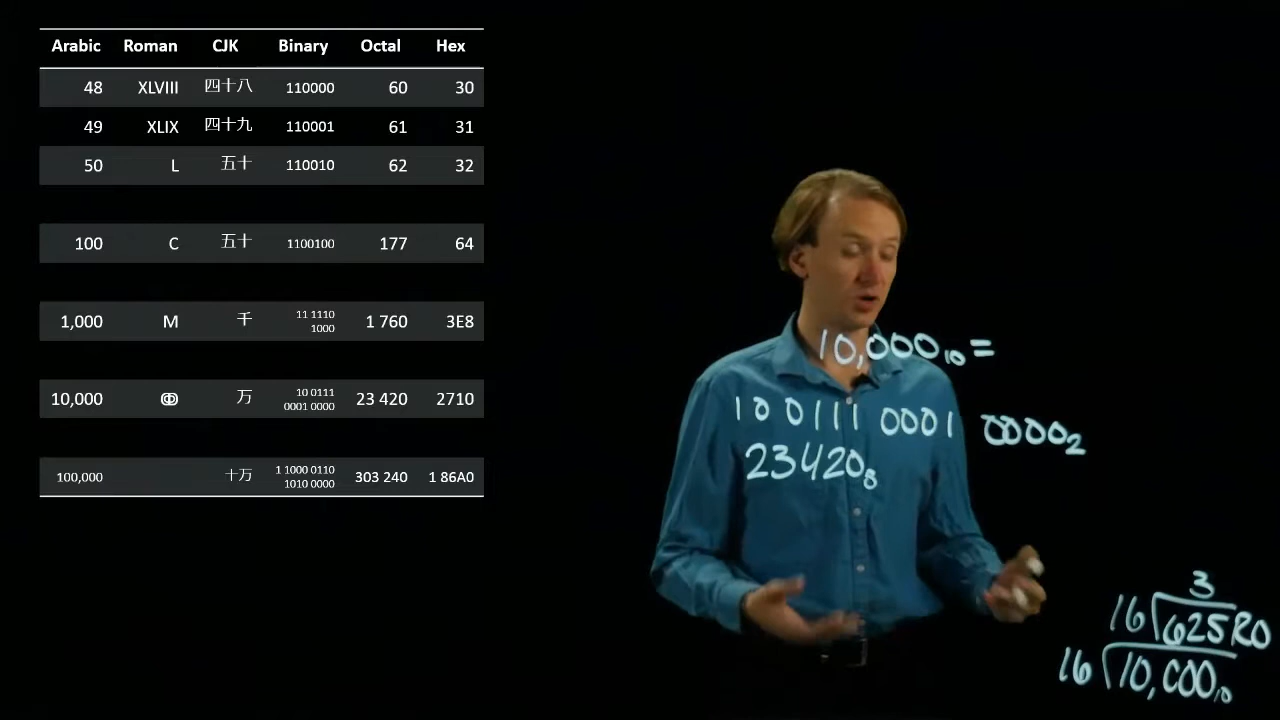 Arabic Roman CJK Binary Octal Hex
48 XLVIII 四十八 110000 60 30
49 XLIX 四十九 110001 61 31
50 L 五十 110010 62 32
100 C 五十 1100100 177 64
1,000 M 千 11 1110 1000 1 760 3E8
10,000 ↂ 万 10 0111 0001 0000 23 420 2710
100,000 十万 1 1000 0110 1010 0000 303 240 1 86A0
10,000₁₀ =
10 0111 0001 0000₂
23420₈
3
16 625 R0
16 10,000₁₀